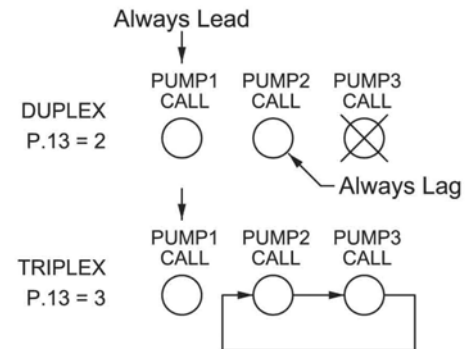 Always Lead
PUMP1 PUMP2 PUMP3
CALL CALL CALL
DUPLEX
P.13 = 2
Always Lag
PUMP1 PUMP2 PUMP3
CALL CALL CALL
TRIPLEX
P.13 = 3